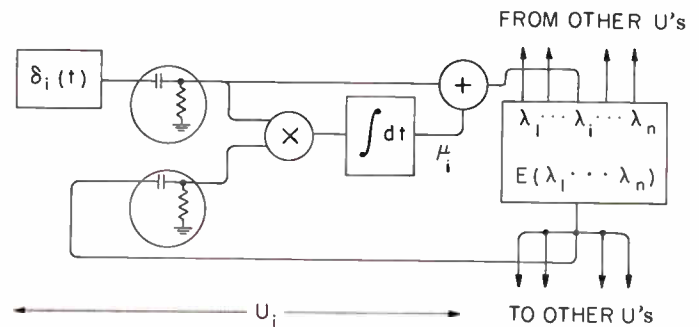 FROM OTHER U's
δᵢ(t)
+
×
∫dt
μᵢ
λ₁···λᵢ···λₙ
E(λ₁···λₙ)
Uᵢ
TO OTHER U's